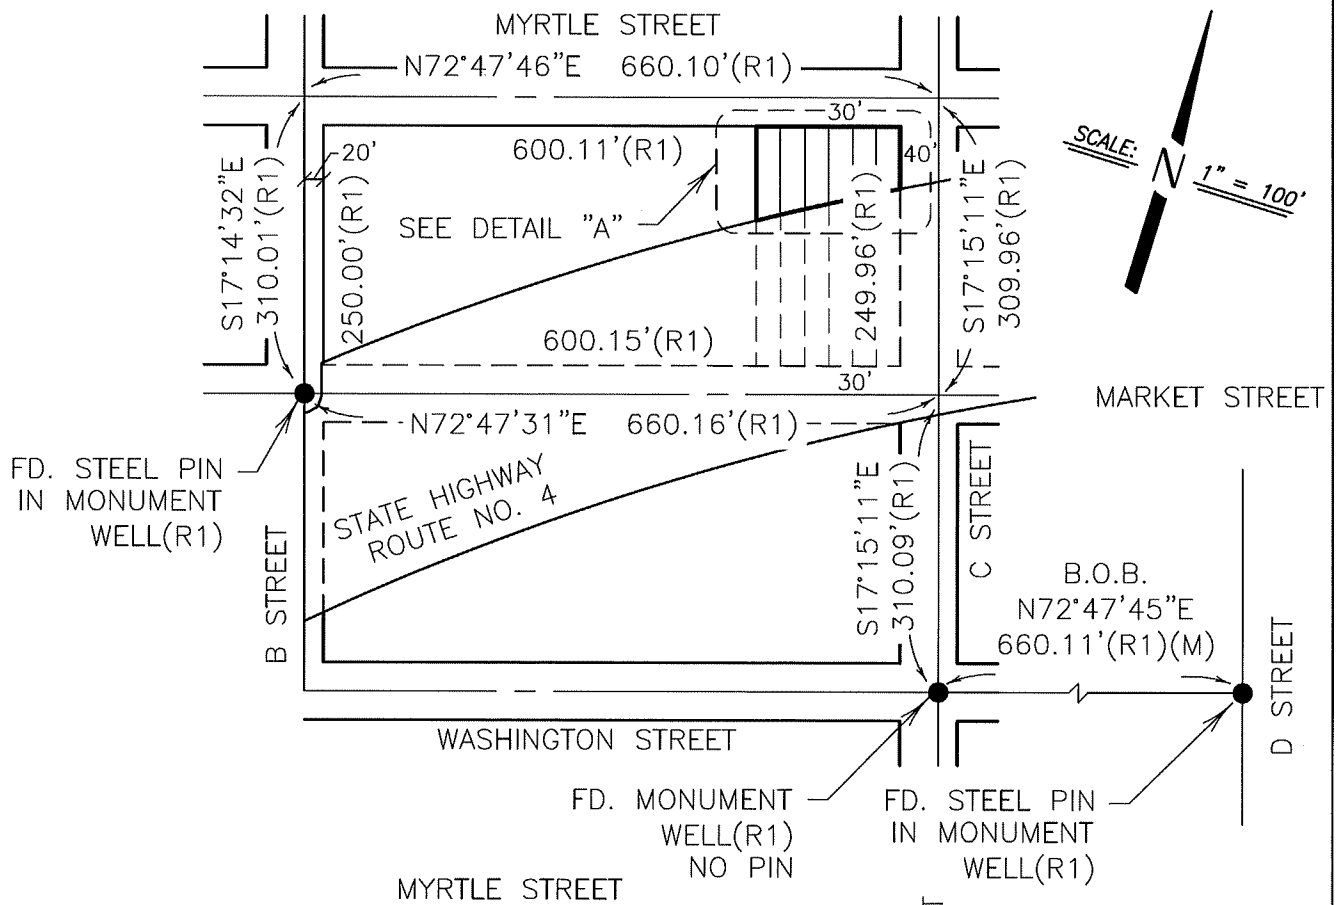 MYRTLE STREET
N72°47'46"E 660.10'(R1)
30'
600.11'(R1)
40'
20'
S17°14'32"E
310.01'(R1)
250.00'(R1)
SEE DETAIL "A"
249.96'(R1)
S17°15'11"E
309.96'(R1)
SCALE:
N
1" = 100'
600.15'(R1)
30'
MARKET STREET
N72°47'31"E 660.16'(R1)
FD. STEEL PIN
IN MONUMENT
WELL(R1)
STATE HIGHWAY
ROUTE NO. 4
B STREET
S17°15'11"E
310.09'(R1)
C STREET
B.O.B.
N72°47'45"E
660.11'(R1)(M)
D STREET
WASHINGTON STREET
FD. MONUMENT
WELL(R1)
NO PIN
FD. STEEL PIN
IN MONUMENT
WELL(R1)
MYRTLE STREET